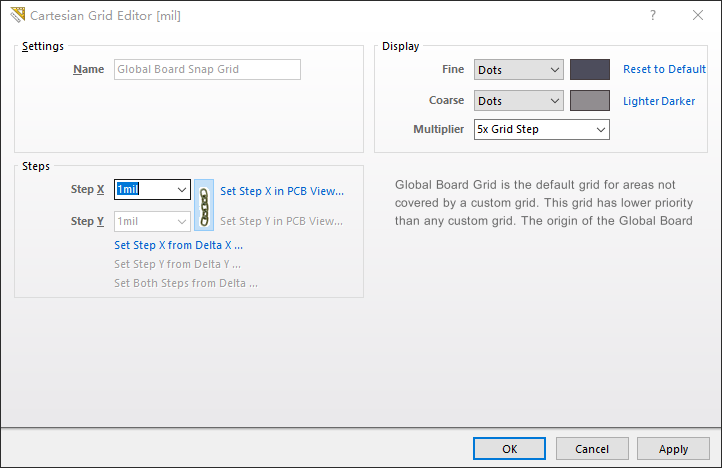 Cartesian Grid Editor [mil]
?
Settings
Name
Global Board Snap Grid
Display
Fine
Dots
Reset to Default
Coarse
Dots
Lighter Darker
Multiplier
5x Grid Step
Steps
Step X
1mil
Set Step X in PCB View...
Step Y
1mil
Set Step Y in PCB View...
Set Step X from Delta X ...
Set Step Y from Delta Y ...
Set Both Steps from Delta ...
Global Board Grid is the default grid for areas not
covered by a custom grid. This grid has lower priority
than any custom grid. The origin of the Global Board
OK
Cancel
Apply